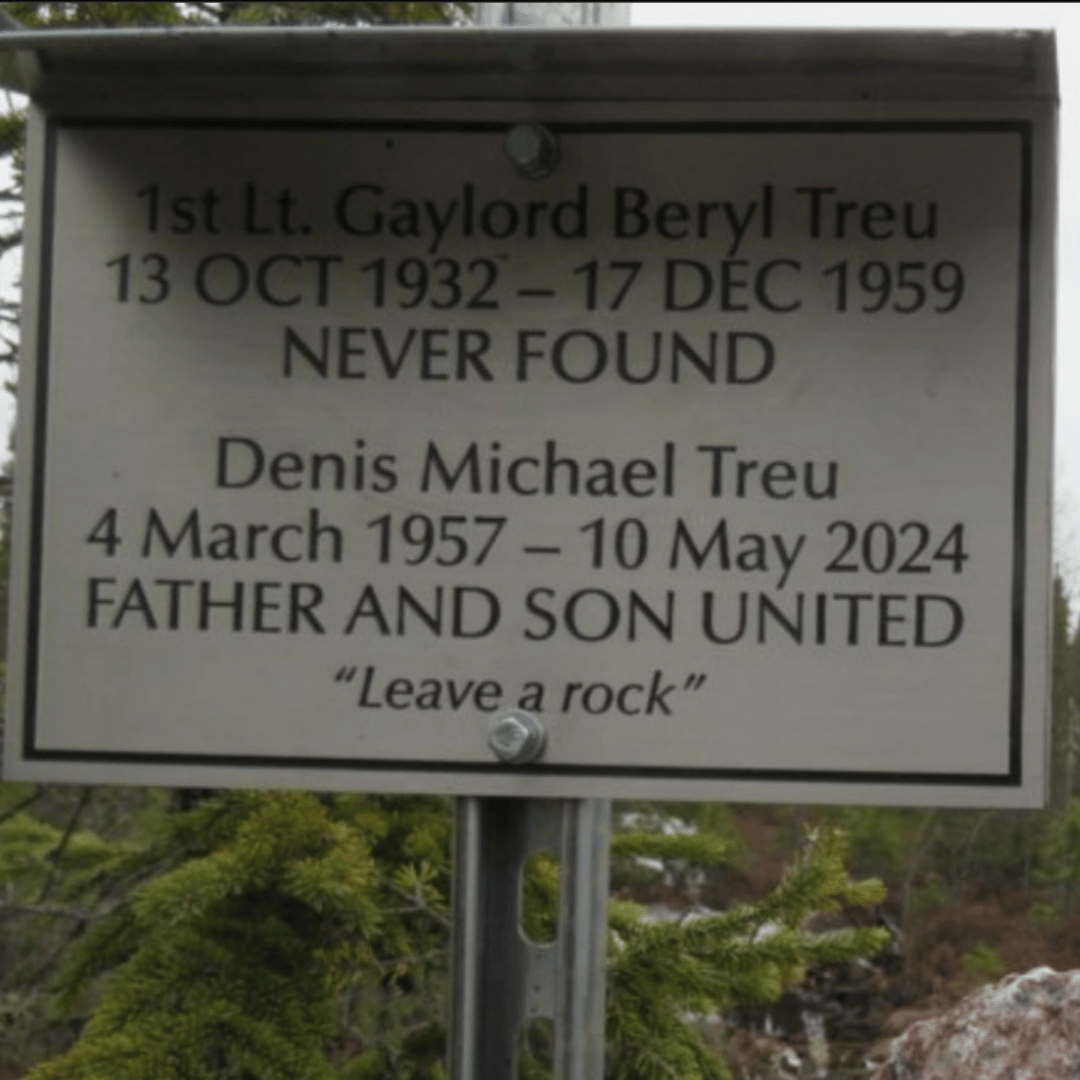 1st Lt. Gaylord Beryl Treu
13 OCT 1932 – 17 DEC 1959
NEVER FOUND
Denis Michael Treu
4 March 1957 – 10 May 2024
FATHER AND SON UNITED
“Leave a rock”